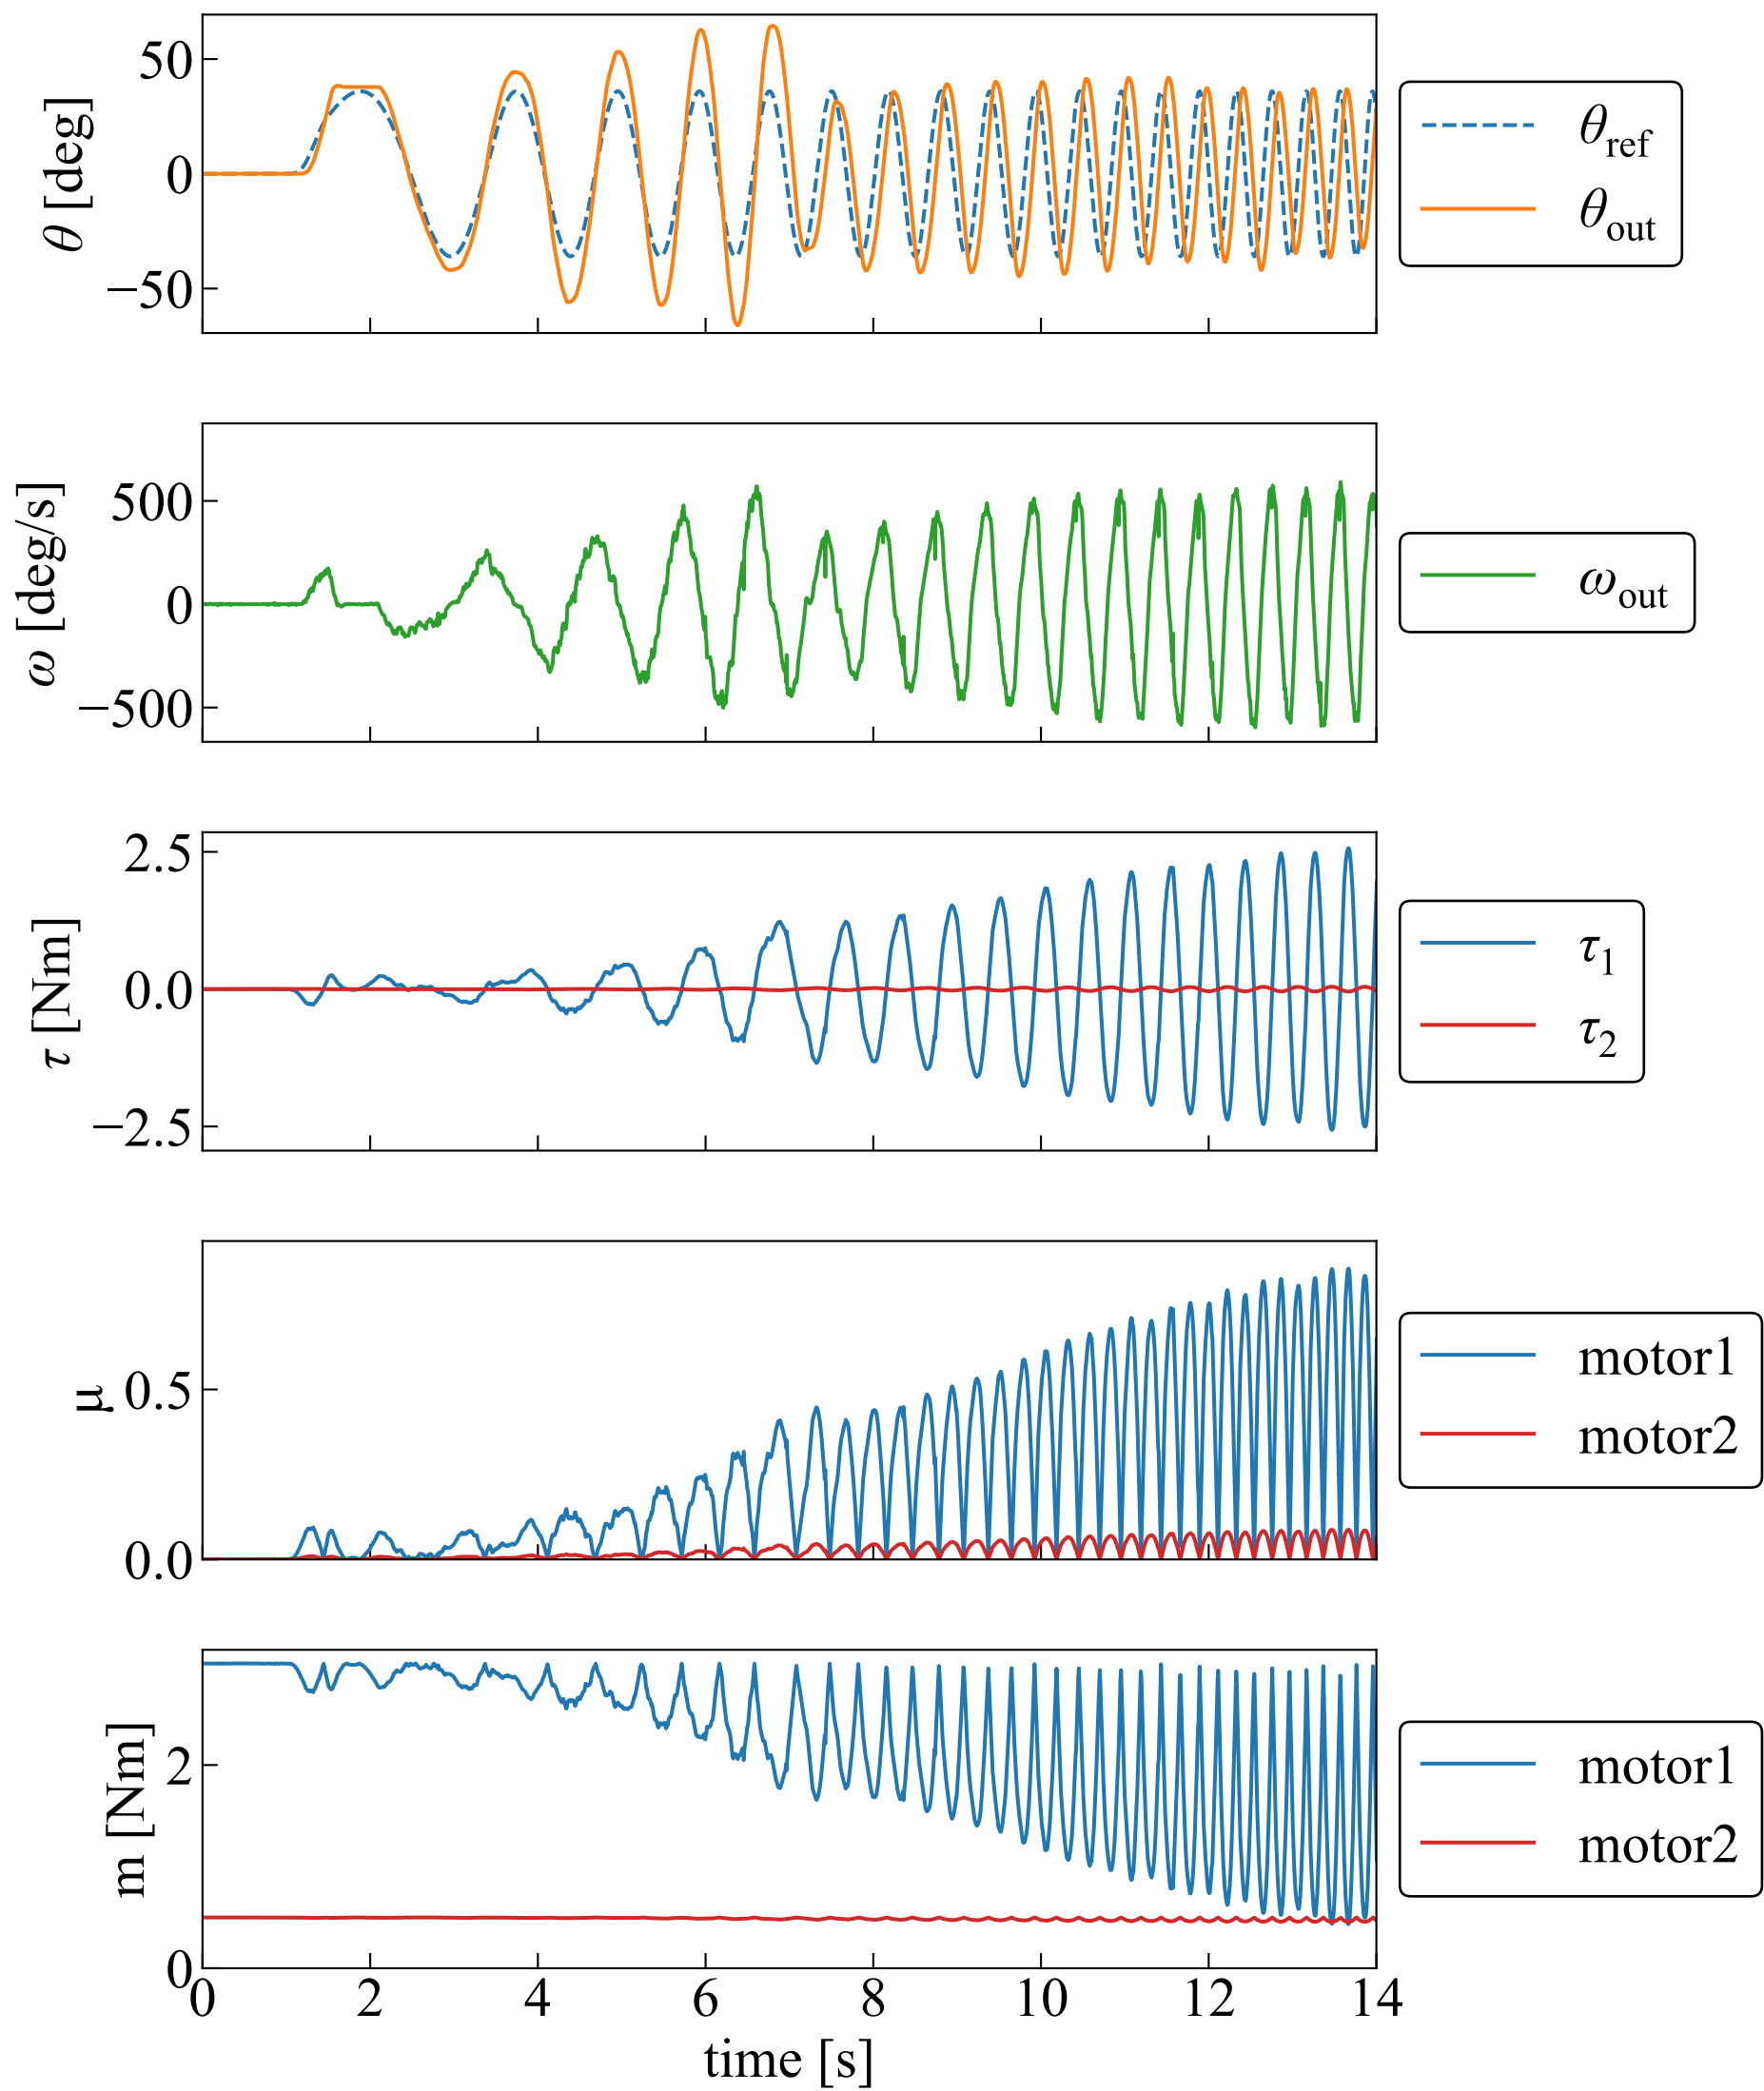 θ [deg]
50
0
−50
θref
θout
ω [deg/s]
500
0
−500
ωout
τ [Nm]
2.5
0.0
−2.5
τ1
τ2
μ
0.5
0.0
motor1
motor2
m [Nm]
2
0
motor1
motor2
0 2 4 6 8 10 12 14
time [s]